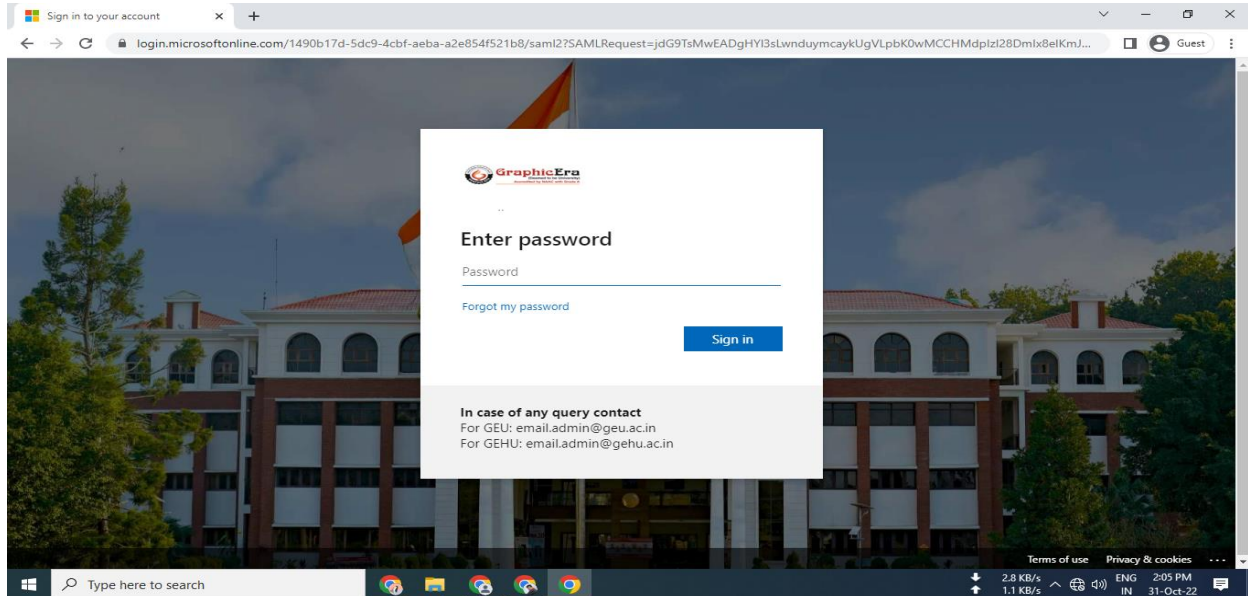 Sign in to your account
login.microsoftonline.com/1490b17d-5dc9-4cbf-aeba-a2e854f521b8/saml2?SAMLRequest=jdG9TsMwEADgHYI3sLwnduymcaykUgVLpbK0wMCCHMdpIzl28DmIx8elKmJ...
Guest
GraphicEra
..
Enter password
Password
Forgot my password
Sign in
In case of any query contact
For GEU: email.admin@geu.ac.in
For GEHU: email.admin@gehu.ac.in
Terms of use Privacy & cookies ...
Type here to search
2.8 KB/s
1.1 KB/s
ENG
IN
2:05 PM
31-Oct-22